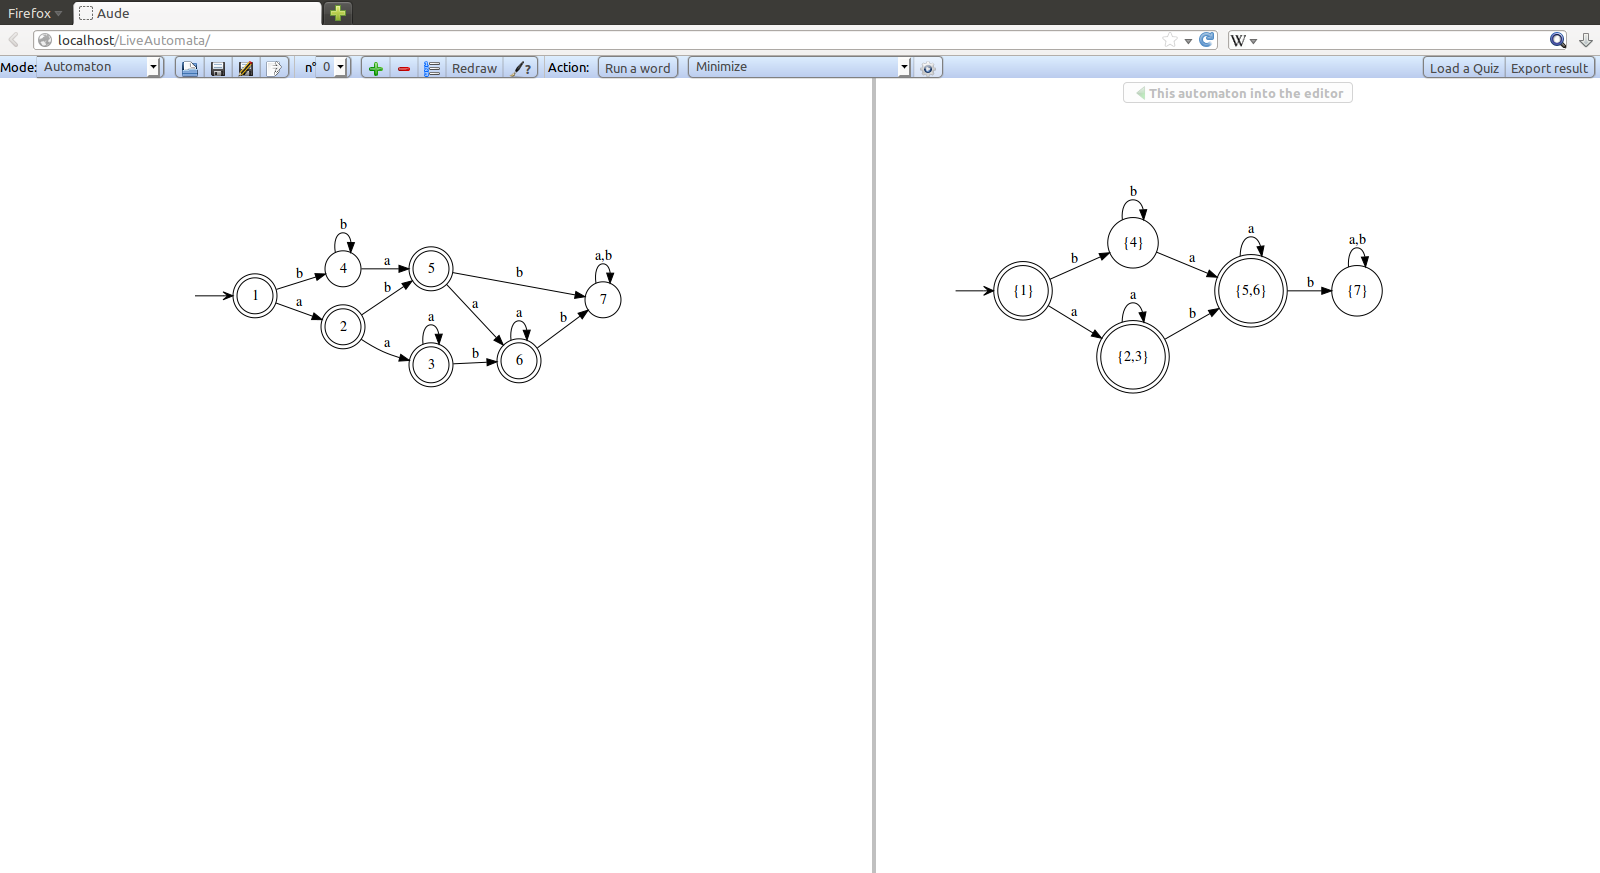 Firefox
Aude
localhost/LiveAutomata/
W
Mode: Automaton n° 0 Redraw ? Action: Run a word Minimize Load a Quiz Export result
This automaton into the editor
b
4
a
5
b
a,b
b
1
a
b
2
a
a
3
b
a
a
6
b
7
b
{4}
b
a
{1}
a
a
{2,3}
b
a
{5,6}
b
a,b
{7}